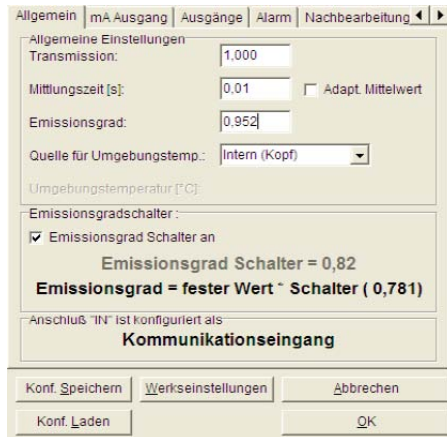 Allgemein mA Ausgang Ausgänge Alarm Nachbearbeitung
Allgemeine Einstellungen
Transmission: 1,000
Mittlungszeit [s]: 0,01 Adapt. Mittelwert
Emissionsgrad: 0,952
Quelle für Umgebungstemp.: Intern (Kopf)
Umgebungstemperatur [°C]:
Emissionsgradschalter :
Emissionsgrad Schalter an
Emissionsgrad Schalter = 0,82
Emissionsgrad = fester Wert * Schalter ( 0,781)
Anschluß "IN" ist konfiguriert als
Kommunikationseingang
Konf. Speichern Werkseinstellungen Abbrechen
Konf. Laden OK